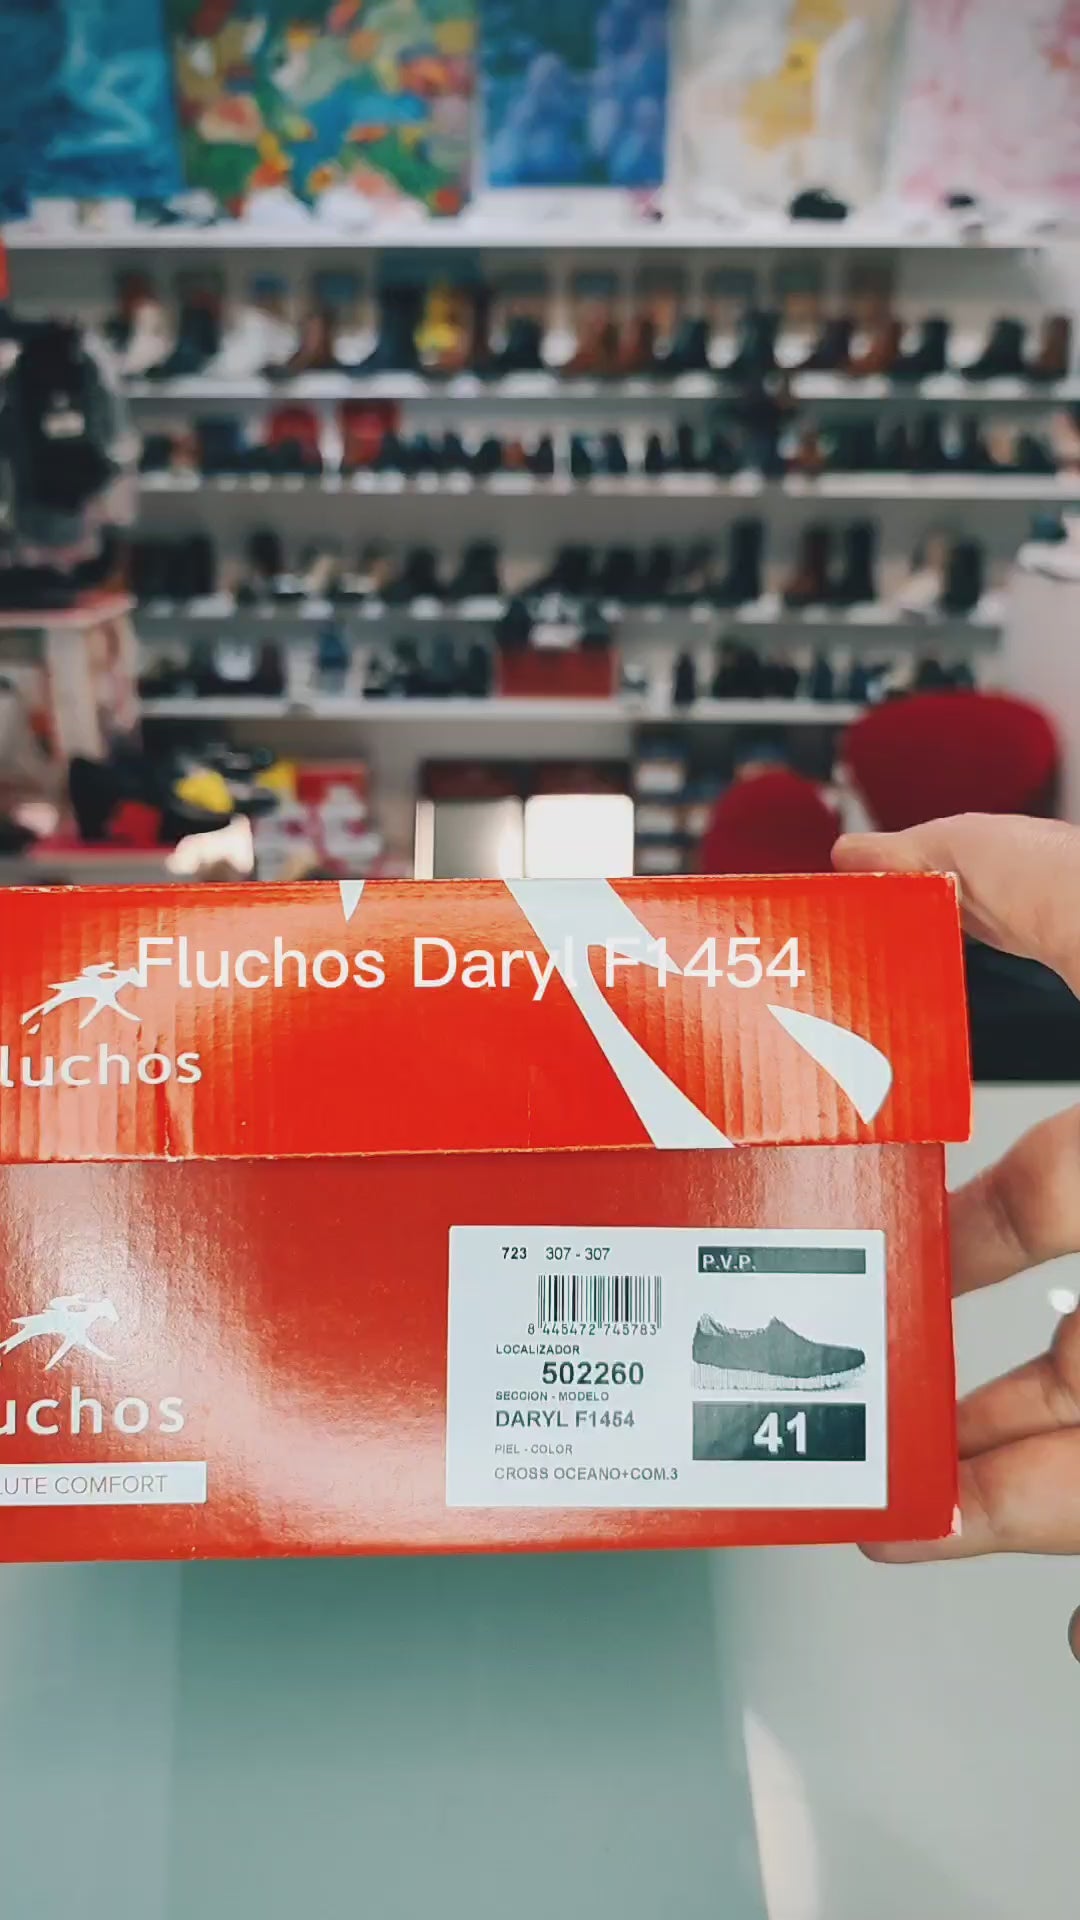 Fluchos Daryl F1454
luchos
723 307 - 307
P.V.P.
8 445472 745783
LOCALIZADOR
502260
SECCION - MODELO
DARYL F1454
41
PIEL - COLOR
CROSS OCEANO+COM.3
uchos
LUTE COMFORT